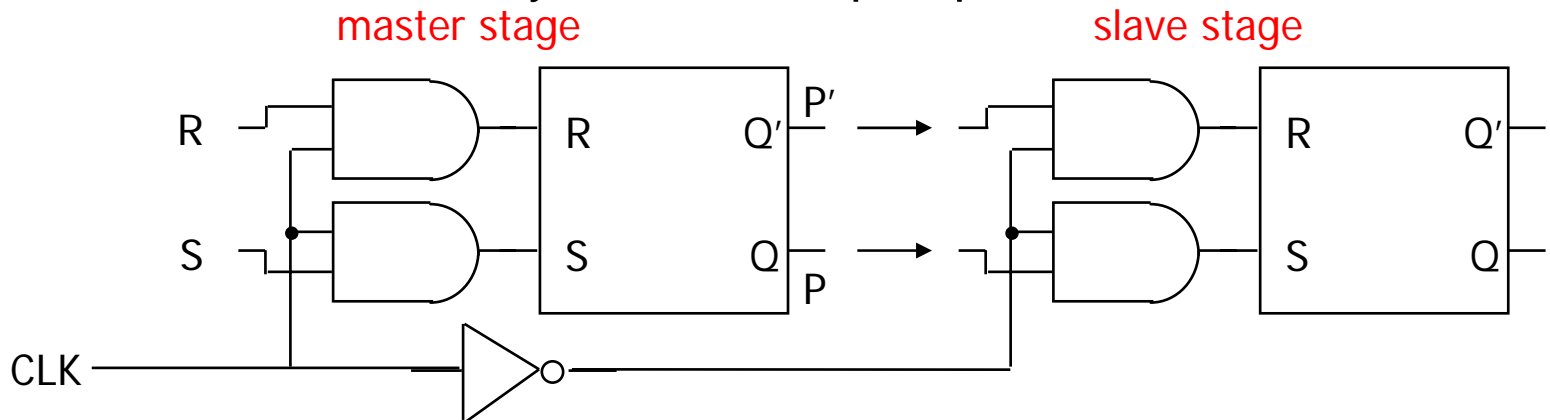 master stage slave stage
P'
R R Q' R Q'
S S Q S Q
P
CLK